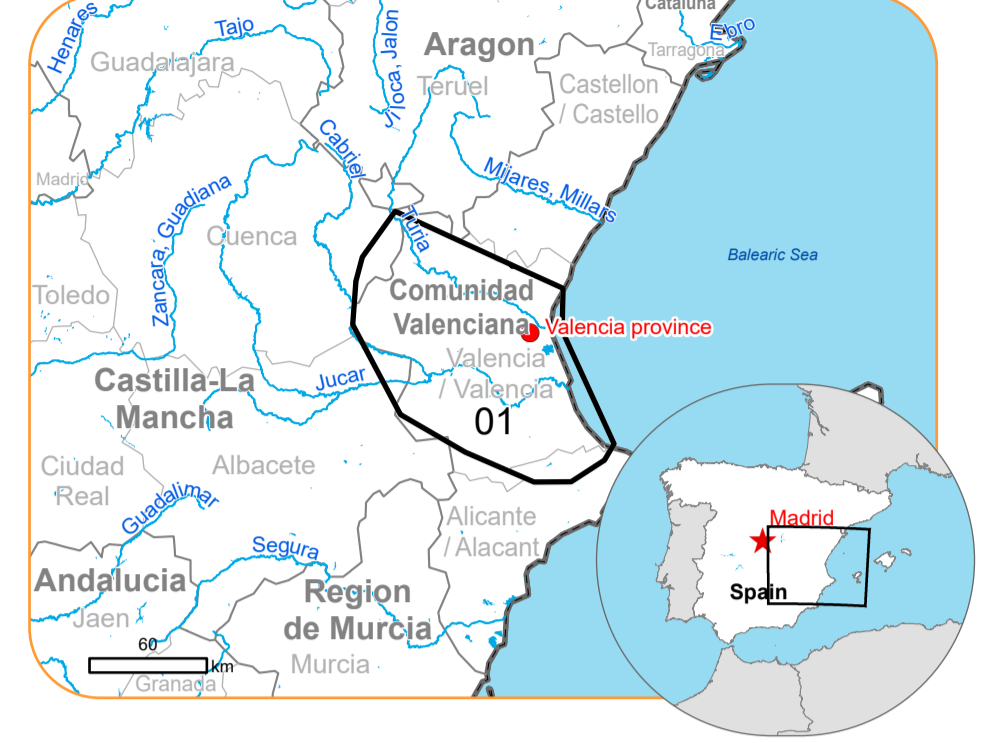 Cataluna
Henares
Tajo
Jiloca, Jalon
Aragon
Ebro
Tarragona
Guadalajara
Teruel
Castellon
/ Castello
Cabriel
Madrid
Mijares, Millars
Zancara, Guadiana
Turia
Cuenca
Balearic Sea
Toledo
Comunidad
Valenciana
Valencia province
Valencia
/ Valencia
Jucar
Castilla-La
Mancha
01
Ciudad
Real
Albacete
Guadalimar
Alicante
/ Alacant
Segura
Madrid
Andalucia
Region
de Murcia
Spain
Jaen
60
km
Murcia
Granada